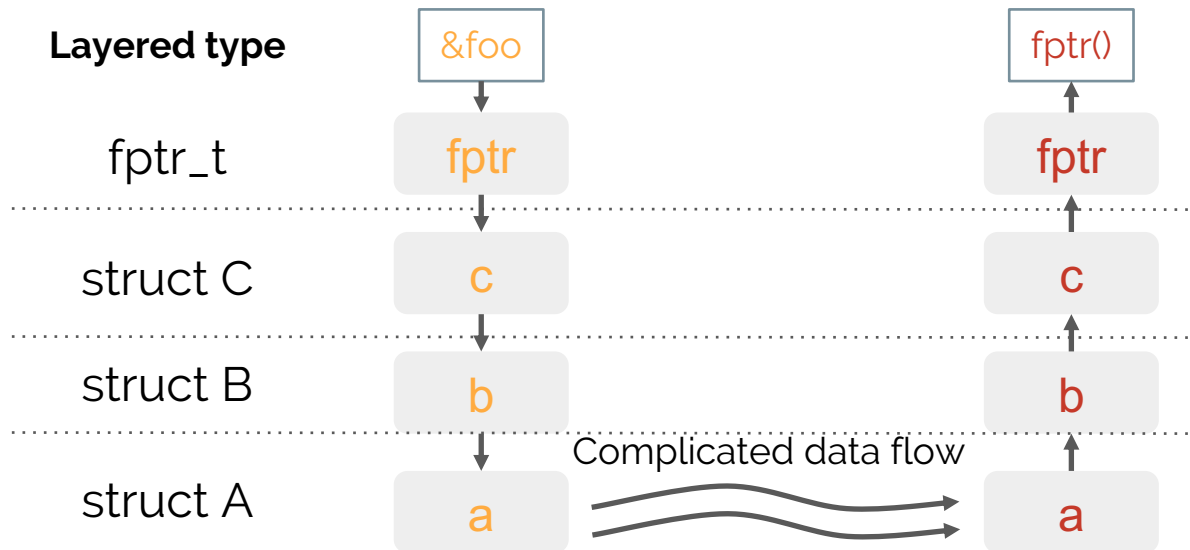 Layered type &foo fptr()
fptr_t fptr fptr
struct C c c
struct B b b
Complicated data flow
struct A a a